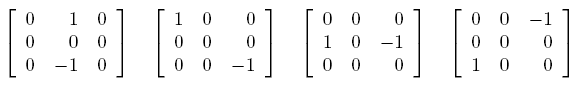 [ 0 1 0 ] [ 1 0 0 ] [ 0 0 0 ] [ 0 0 −1 ]
[ 0 0 0 ] [ 0 0 0 ] [ 1 0 −1 ] [ 0 0 0 ]
[ 0 −1 0 ] [ 0 0 −1 ] [ 0 0 0 ] [ 1 0 0 ]